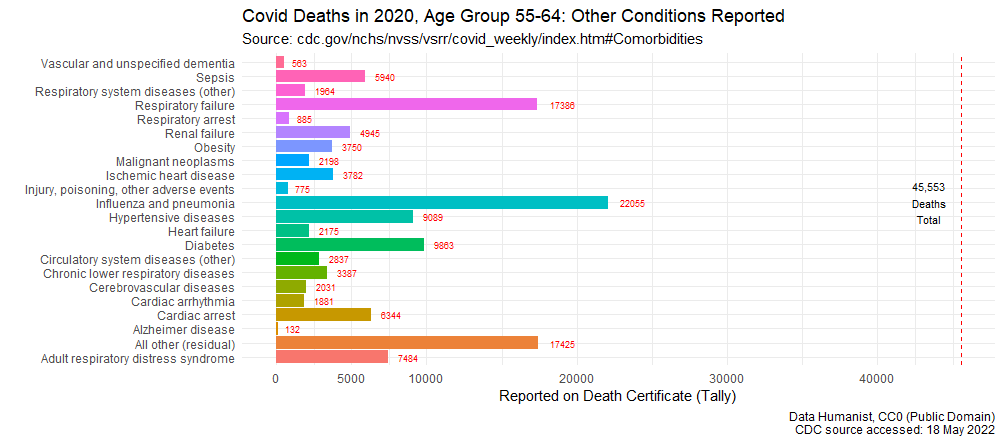 Covid Deaths in 2020, Age Group 55-64: Other Conditions Reported
Source: cdc.gov/nchs/nvss/vsrr/covid_weekly/index.htm#Comorbidities
Vascular and unspecified dementia 563
Sepsis 5940
Respiratory system diseases (other) 1964
Respiratory failure 17386
Respiratory arrest 885
Renal failure 4945
Obesity 3750
Malignant neoplasms 2198
Ischemic heart disease 3782
Injury, poisoning, other adverse events 775
Influenza and pneumonia 22055
Hypertensive diseases 9089
Heart failure 2175
Diabetes 9863
Circulatory system diseases (other) 2837
Chronic lower respiratory diseases 3387
Cerebrovascular diseases 2031
Cardiac arrhythmia 1881
Cardiac arrest 6344
Alzheimer disease 132
All other (residual) 17425
Adult respiratory distress syndrome 7484
45,553
Deaths
Total
0 5000 10000 20000 30000 40000
Reported on Death Certificate (Tally)
Data Humanist, CC0 (Public Domain)
CDC source accessed: 18 May 2022